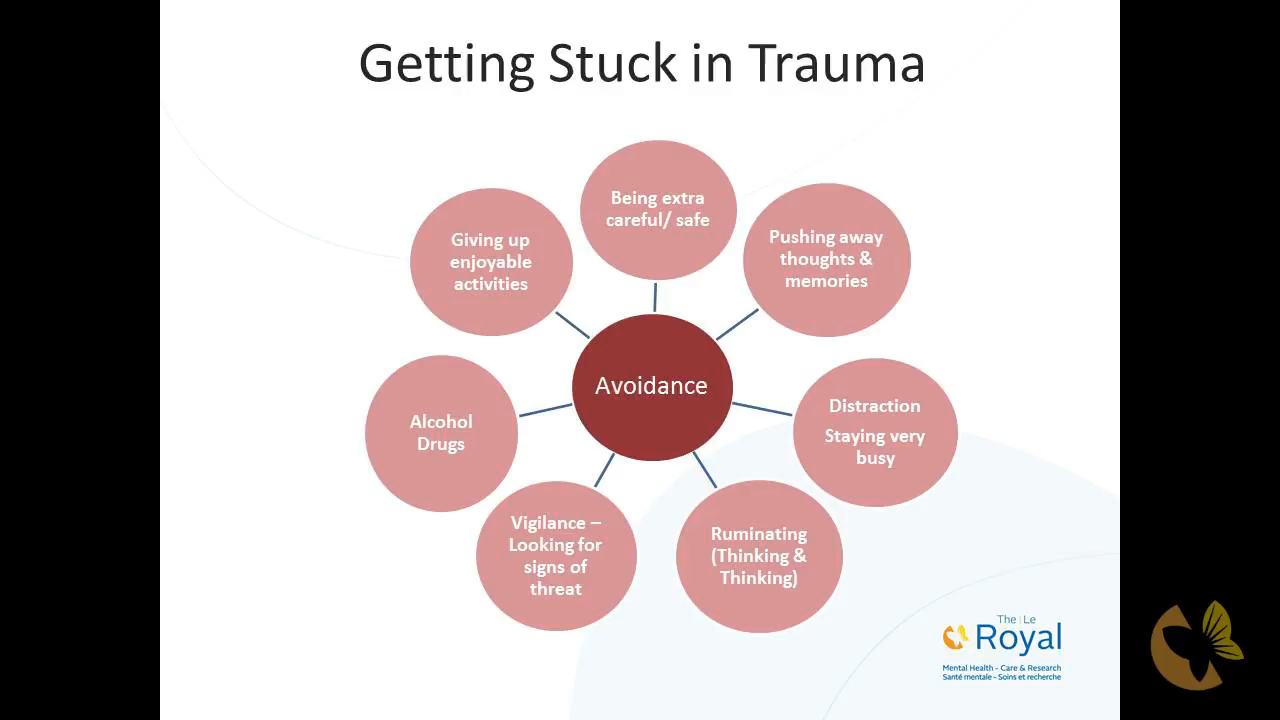 Getting Stuck in Trauma
Being extra
careful/ safe
Pushing away
thoughts &
memories
Distraction
Staying very
busy
Ruminating
(Thinking &
Thinking)
Vigilance –
Looking for
signs of
threat
Alcohol
Drugs
Giving up
enjoyable
activities
Avoidance
The | Le
Royal
Mental Health - Care & Research
Santé mentale - Soins et recherche